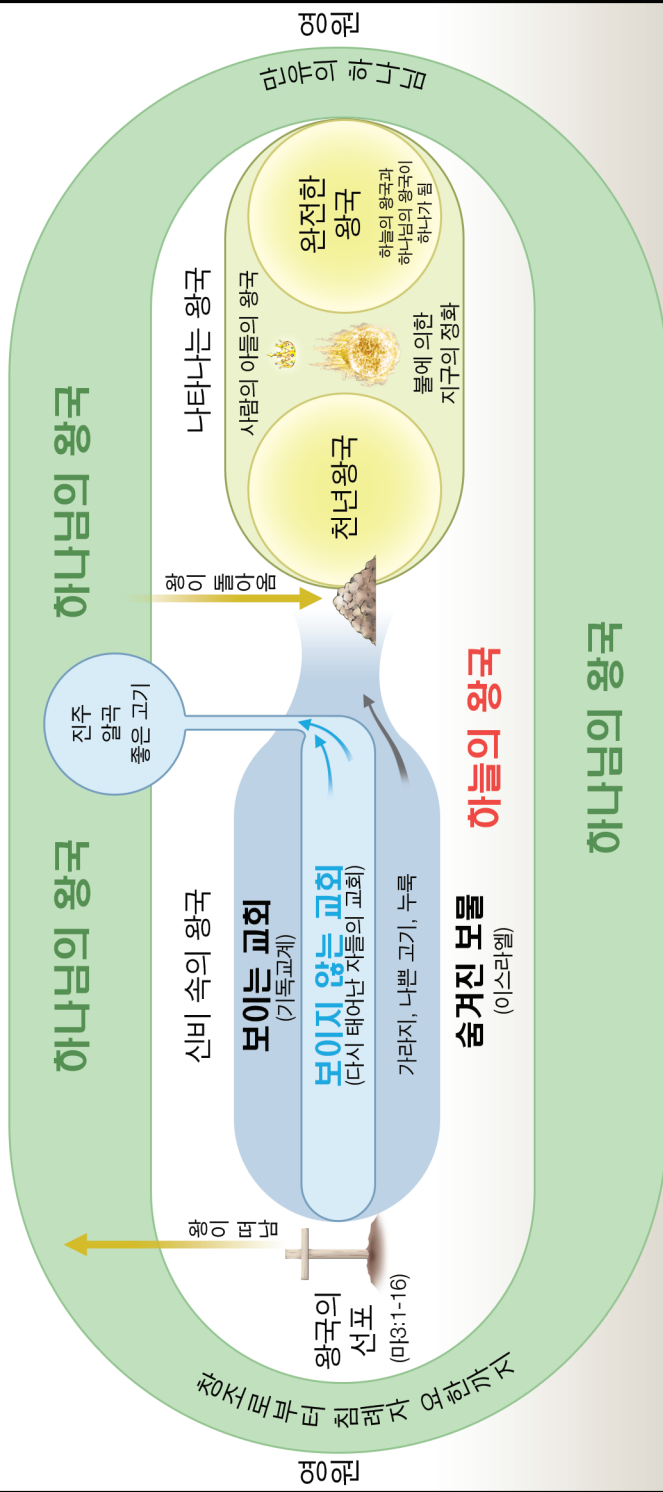 영원
창조로부터 침례자 요한까지
하나님의 왕국
하나님의 왕국
왕이 떠남
왕국의
선포
(마3:1-16)
신비 속의 왕국
보이는 교회
(기독교계)
보이지 않는 교회
(다시 태어난 자들의 교회)
가라지, 나쁜 고기, 누룩
숨겨진 보물
(이스라엘)
진주
알곡
좋은 고기
하늘의 왕국
왕이 돌아옴
나타나는 왕국
사람의 아들의 왕국
천년왕국
불에 의한
지구의 정화
완전한
왕국
하늘의 왕국과
하나님의 왕국이
하나가 됨
하나님의 왕국
만유의 하나님
영원